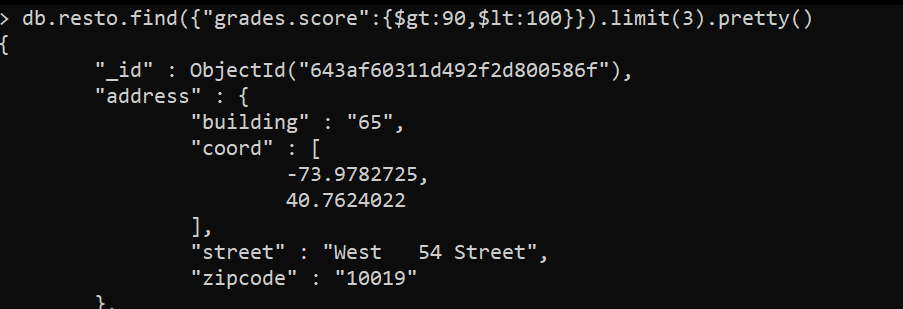 > db.resto.find({"grades.score":{$gt:90,$lt:100}}).limit(3).pretty()
{
        "_id" : ObjectId("643af60311d492f2d800586f"),
        "address" : {
                "building" : "65",
                "coord" : [
                        -73.9782725,
                        40.7624022
                ],
                "street" : "West   54 Street",
                "zipcode" : "10019"
        },